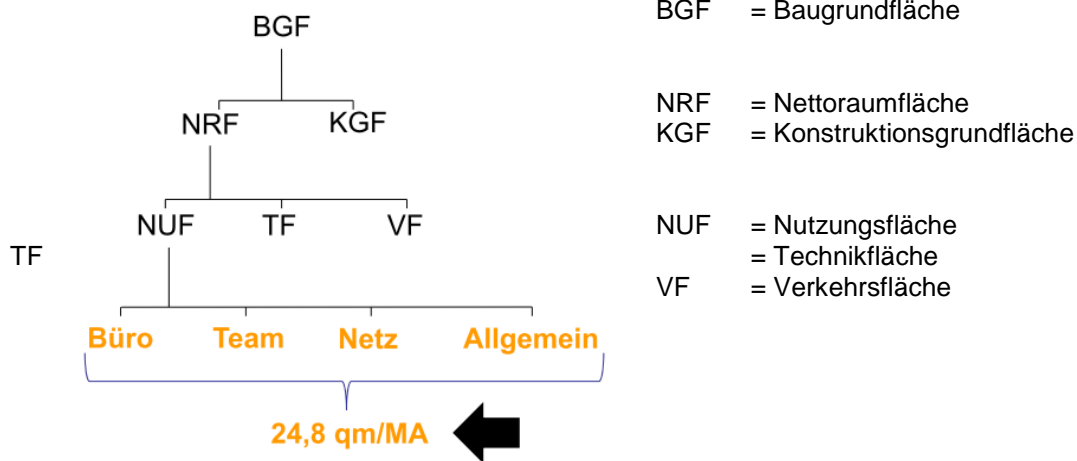 BGF
NRF KGF
NUF TF VF
TF
Büro Team Netz Allgemein
24,8 qm/MA
BGF = Baugrundfläche
NRF = Nettoraumfläche
KGF = Konstruktionsgrundfläche
NUF = Nutzungsfläche
= Technikfläche
VF = Verkehrsfläche